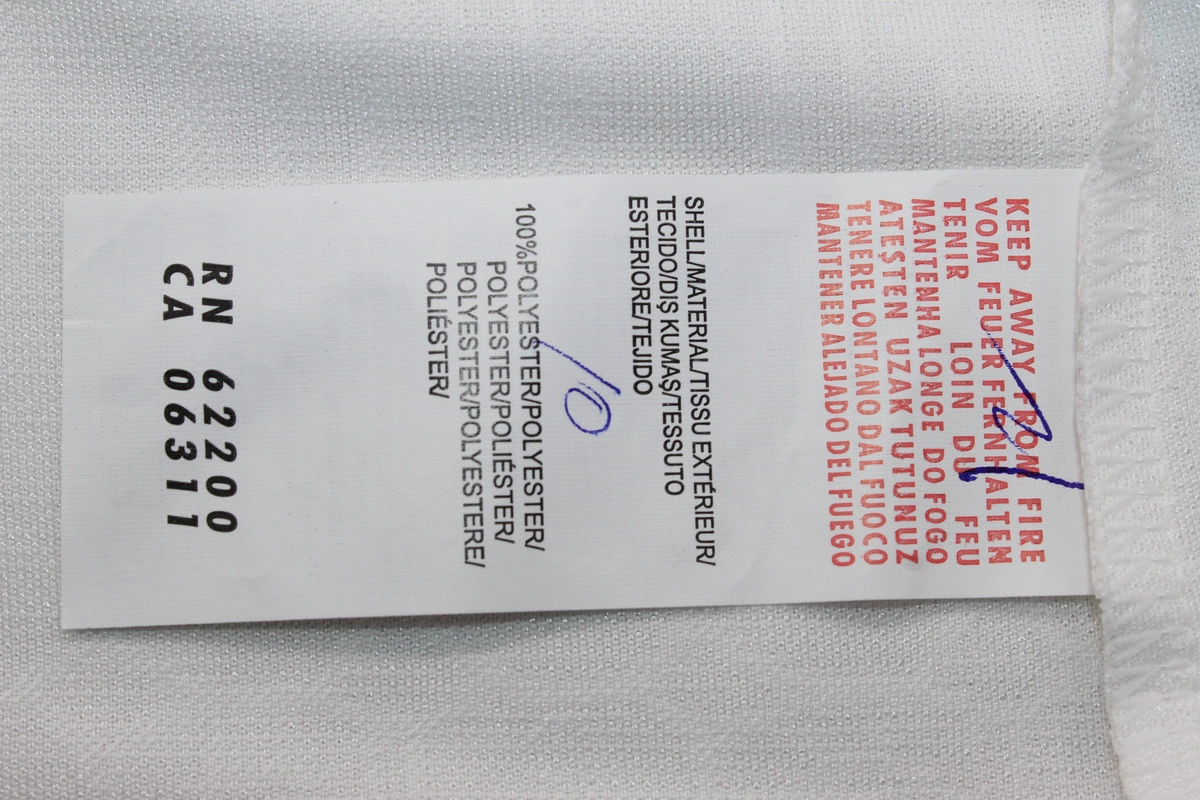 KEEP AWAY FRON FIRE
VOM FEUER FERNHALTEN
TENIR LOIN DU FEU
MANTENHA LONGE DO FOGO
ATEŞTEN UZAK TUTUNUZ
TENERE LONTANO DAL FUOCO
MANTENER ALEJADO DEL FUEGO
SHELL/MATERIAL/TISSU EXTÉRIEUR/
TECIDO/DIŞ KUMAŞ/TESSUTO
ESTERIORE/TEJIDO
10
100%POLYESTER/POLYESTER/
POLYESTER/POLIÉSTER/
POLYESTER/POLYESTERE/
POLIÉSTER/
RN 62200
CA 06311